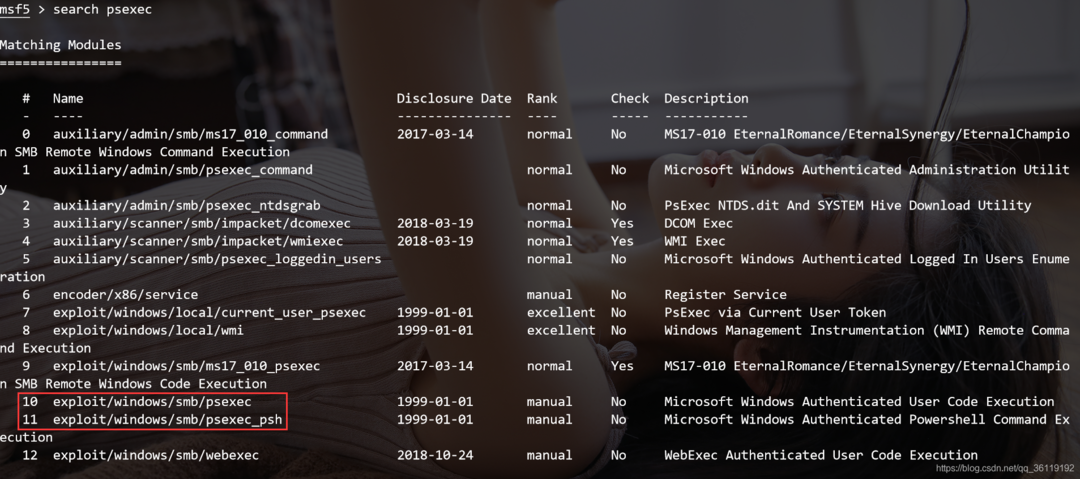 msf5 > search psexec
Matching Modules
================
# Name Disclosure Date Rank Check Description
- ---- --------------- ---- ----- -----------
0 auxiliary/admin/smb/ms17_010_command 2017-03-14 normal No MS17-010 EternalRomance/EternalSynergy/EternalChampio
n SMB Remote Windows Command Execution
1 auxiliary/admin/smb/psexec_command normal No Microsoft Windows Authenticated Administration Utilit
y
2 auxiliary/admin/smb/psexec_ntdsgrab normal No PsExec NTDS.dit And SYSTEM Hive Download Utility
3 auxiliary/scanner/smb/impacket/dcomexec 2018-03-19 normal Yes DCOM Exec
4 auxiliary/scanner/smb/impacket/wmiexec 2018-03-19 normal Yes WMI Exec
5 auxiliary/scanner/smb/psexec_loggedin_users normal No Microsoft Windows Authenticated Logged In Users Enume
ration
6 encoder/x86/service manual No Register Service
7 exploit/windows/local/current_user_psexec 1999-01-01 excellent No PsExec via Current User Token
8 exploit/windows/local/wmi 1999-01-01 excellent No Windows Management Instrumentation (WMI) Remote Comma
nd Execution
9 exploit/windows/smb/ms17_010_psexec 2017-03-14 normal Yes MS17-010 EternalRomance/EternalSynergy/EternalChampio
n SMB Remote Windows Code Execution
10 exploit/windows/smb/psexec 1999-01-01 manual No Microsoft Windows Authenticated User Code Execution
11 exploit/windows/smb/psexec_psh 1999-01-01 manual No Microsoft Windows Authenticated Powershell Command Ex
ecution
12 exploit/windows/smb/webexec 2018-10-24 manual No WebExec Authenticated User Code Execution
https://blog.csdn.net/qq_36119192